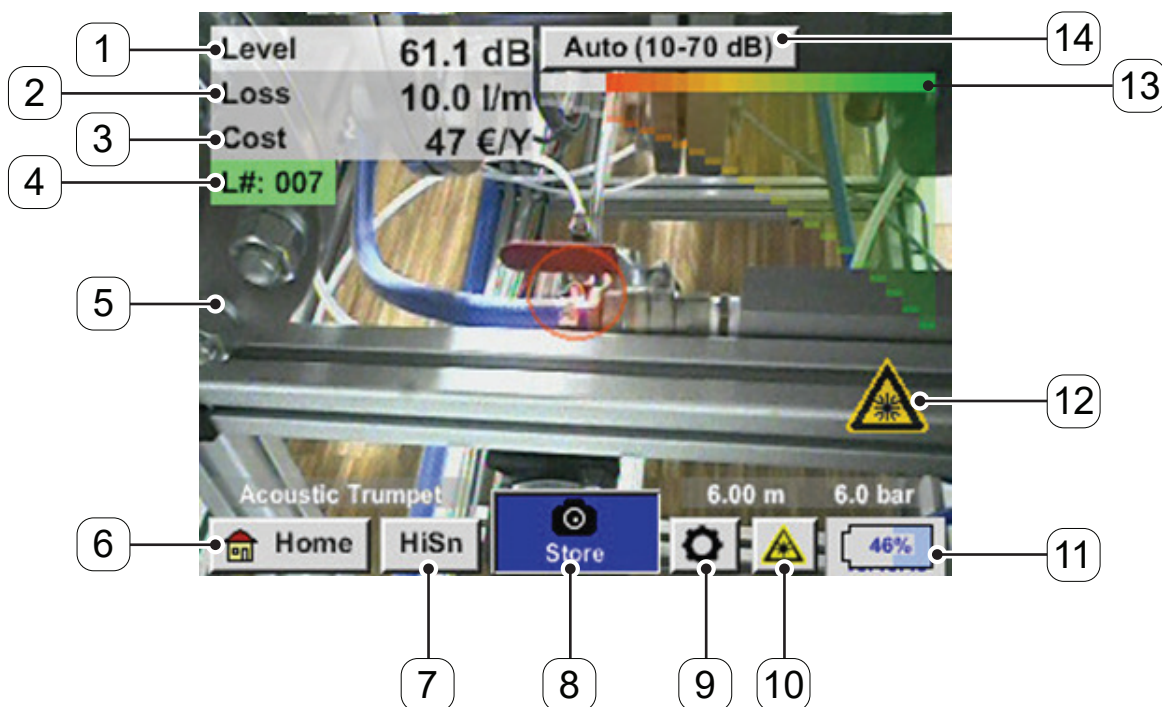 1
Level 61.1 dB
Auto (10-70 dB)
14
2
Loss 10.0 l/m
13
3
Cost 47 €/Y
4
L#: 007
5
12
Acoustic Trumpet 6.00 m 6.0 bar
6
Home HiSn Store 46%
11
7 8 9 10